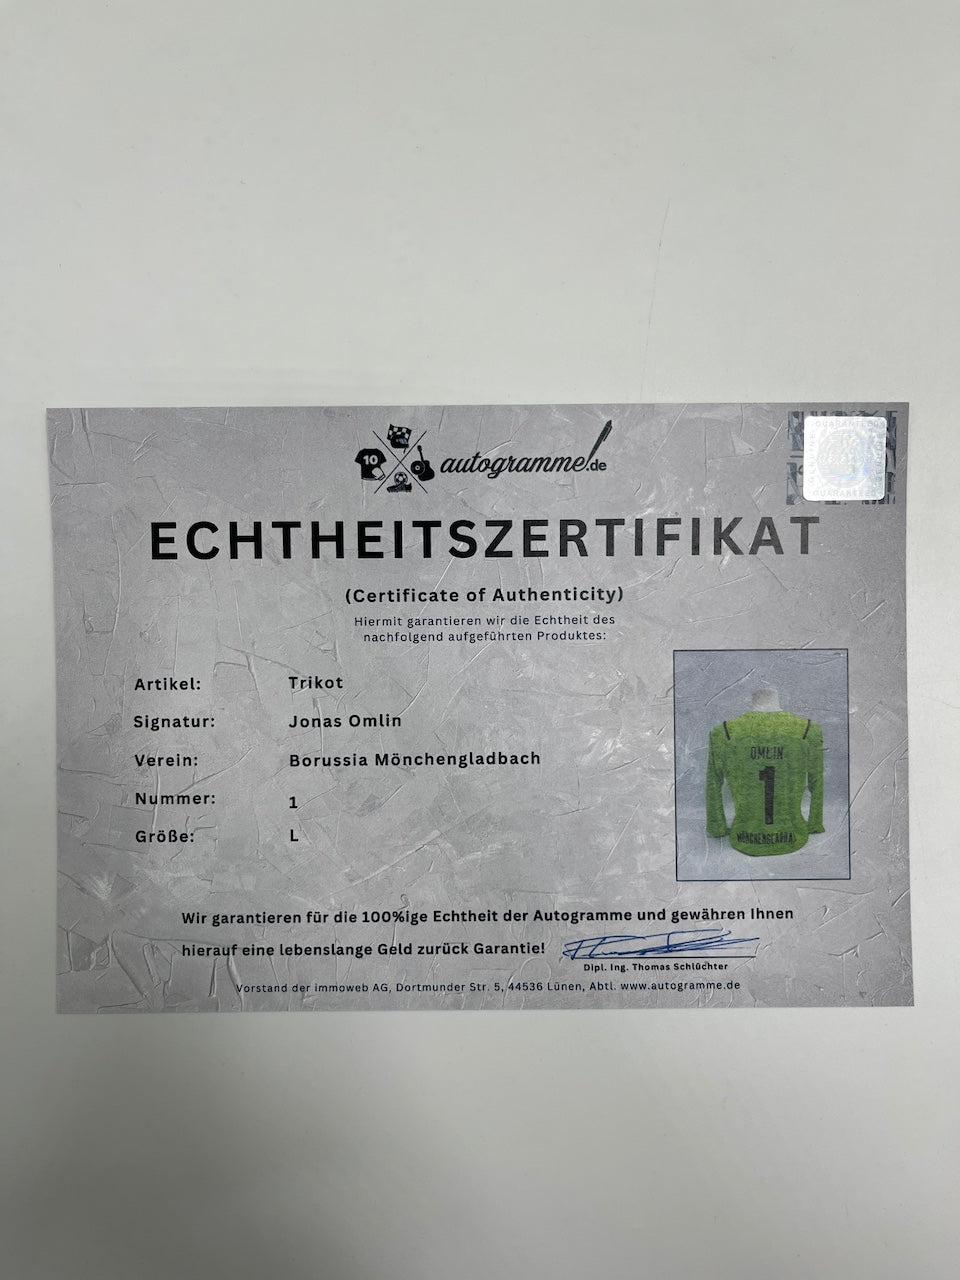 10
autogramme!.de
GUARANTEED
GUARANTEED
ECHTHEITSZERTIFIKAT
(Certificate of Authenticity)
Hiermit garantieren wir die Echtheit des
nachfolgend aufgeführten Produktes:
Artikel: Trikot
Signatur: Jonas Omlin
Verein: Borussia Mönchengladbach
Nummer: 1
Größe: L
OMLIN
1
Wir garantieren für die 100%ige Echtheit der Autogramme und gewähren Ihnen
hierauf eine lebenslange Geld zurück Garantie!
Dipl. Ing. Thomas Schlüchter
Vorstand der immoweb AG, Dortmunder Str. 5, 44536 Lünen, Abtl. www.autogramme.de